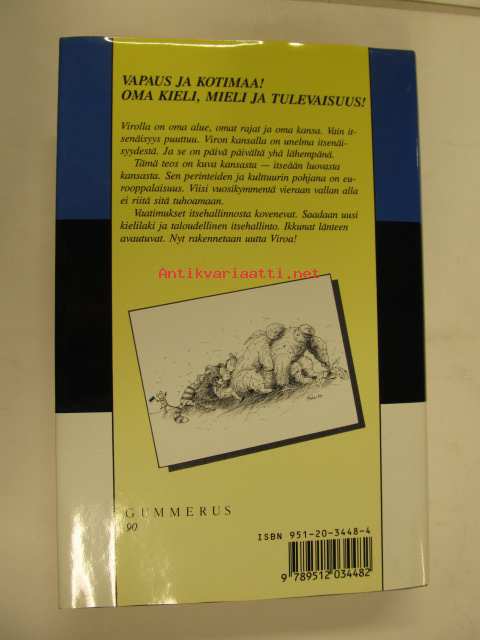 VAPAUS JA KOTIMAA!
OMA KIELI, MIELI JA TULEVAISUUS!
Virolla on oma alue, omat rajat ja oma kansa. Vain it-
senäisyys puuttuu. Viron kansalla on unelma itsenäi-
syydestä. Ja se on päivä päivältä yhä lähempänä.
Tämä teos on kuva kansasta — itseään luovasta
kansasta. Sen perinteiden ja kulttuurin pohjana on eu-
rooppalaisuus. Viisi vuosikymmentä vieraan vallan alla
ei riitä sitä tuhoamaan.
Vaatimukset itsehallinnosta kovenevat. Saadaan uusi
kielilaki ja taloudellinen itsehallinto. Ikkunat länteen
avautuvat. Nyt rakennetaan uutta Viroa!
Antikvariaatti.net
GUMMERUS
90
ISBN 951-20-3448-4
9 789512 034482